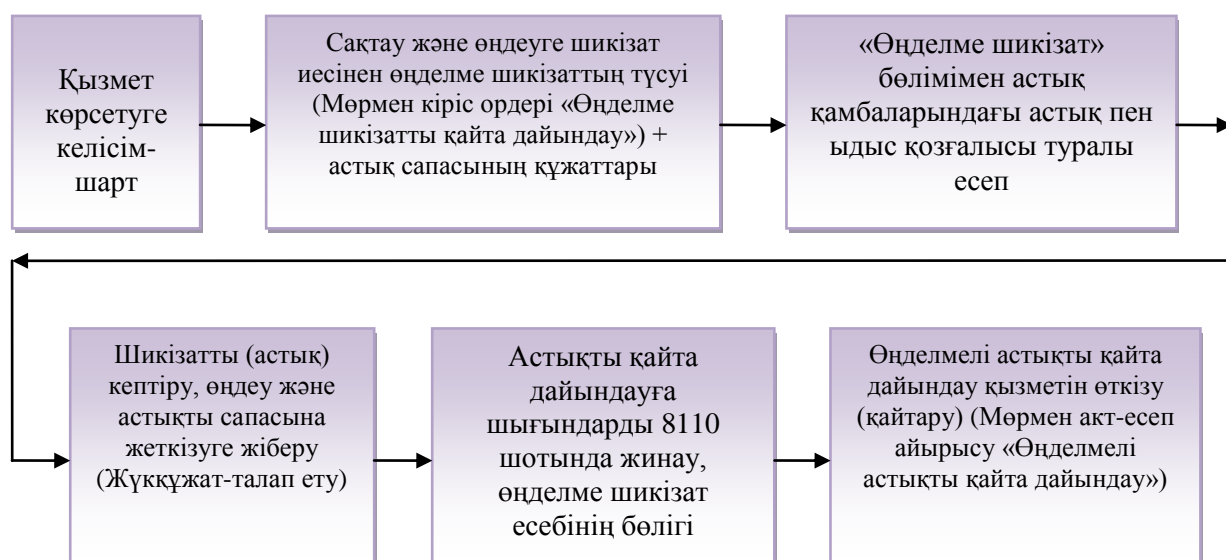 Қызмет
көрсетуге
келісім-
шарт
Сақтау және өңдеуге шикізат
иесінен өңделме шикізаттың түсуі
(Мөрмен кіріс ордері «Өңделме
шикізатты қайта дайындау») +
астық сапасының құжаттары
«Өңделме шикізат»
бөлімімен астық
қамбаларындағы астық пен
ыдыс қозғалысы туралы
есеп
Шикізатты (астық)
кептіру, өңдеу және
астықты сапасына
жеткізуге жіберу
(Жүкқұжат-талап ету)
Астықты қайта
дайындауға
шығындарды 8110
шотында жинау,
өңделме шикізат
есебінің бөлігі
Өңделмелі астықты қайта
дайындау қызметін өткізу
(қайтару) (Мөрмен акт-есеп
айырысу «Өңделмелі
астықты қайта дайындау»)